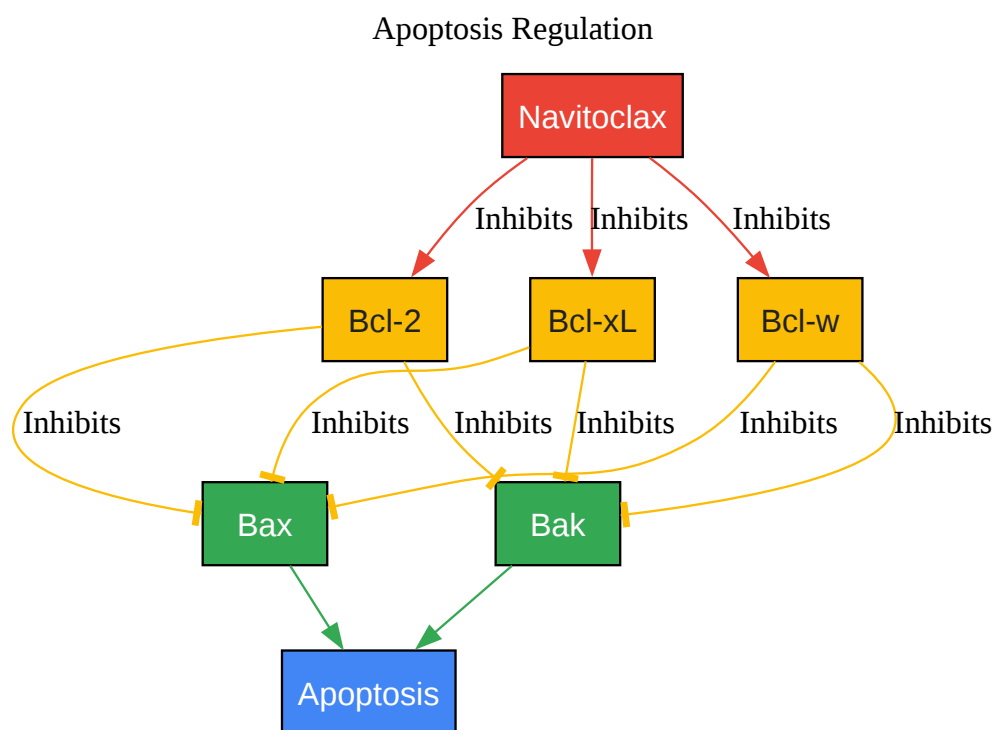 Apoptosis Regulation
Navitoclax
Inhibits Inhibits Inhibits
Bcl-2 Bcl-xL Bcl-w
Inhibits Inhibits Inhibits Inhibits Inhibits Inhibits
Bax Bak
Apoptosis